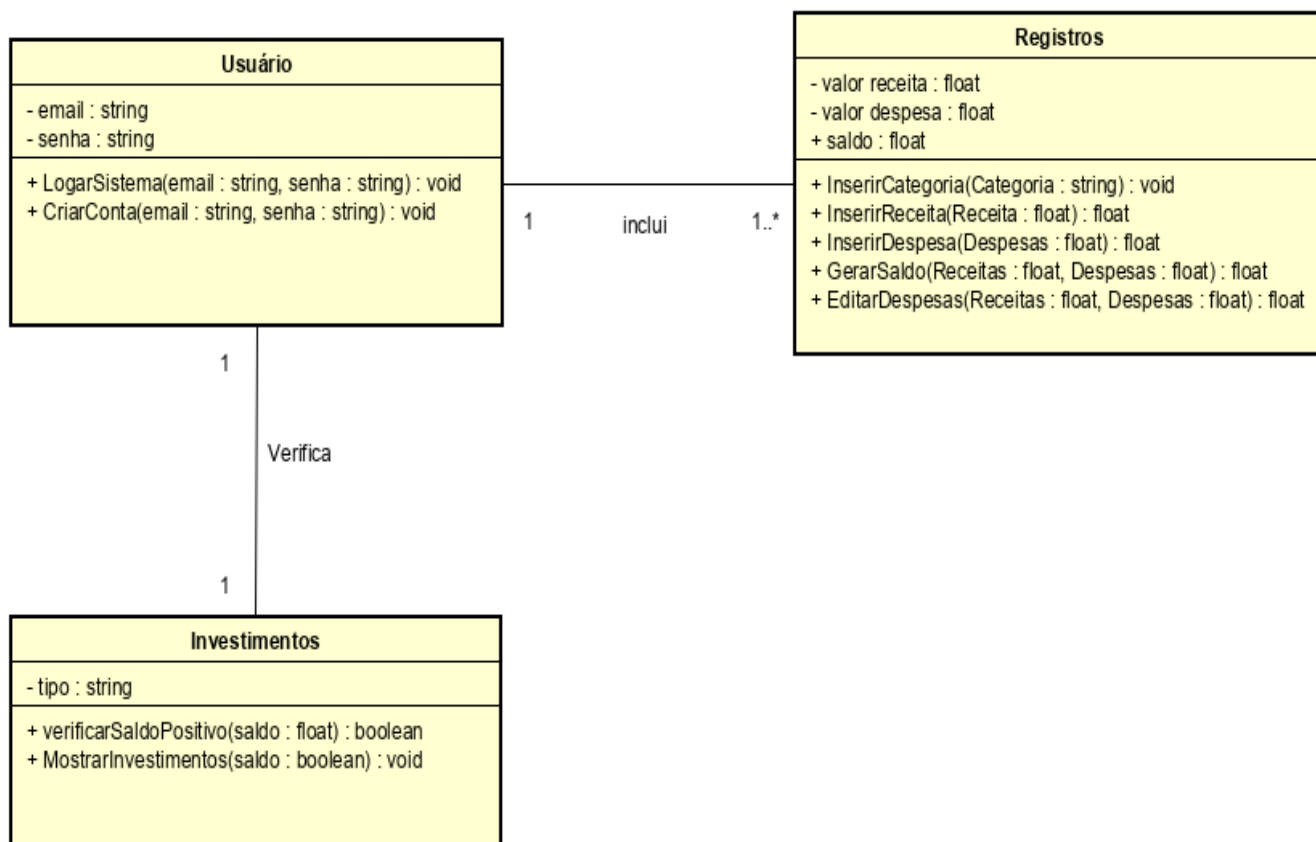 Usuário
- email : string
- senha : string
+ LogarSistema(email : string, senha : string) : void
+ CriarConta(email : string, senha : string) : void
Registros
- valor receita : float
- valor despesa : float
+ saldo : float
+ InserirCategoria(Categoria : string) : void
+ InserirReceita(Receita : float) : float
+ InserirDespesa(Despesas : float) : float
+ GerarSaldo(Receitas : float, Despesas : float) : float
+ EditarDespesas(Receitas : float, Despesas : float) : float
1 inclui 1..*
1
Verifica
1
Investimentos
- tipo : string
+ verificarSaldoPositivo(saldo : float) : boolean
+ MostrarInvestimentos(saldo : boolean) : void